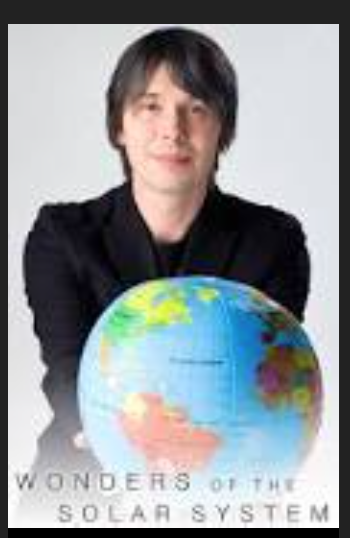 WONDERS OF THE
SOLAR SYSTEM